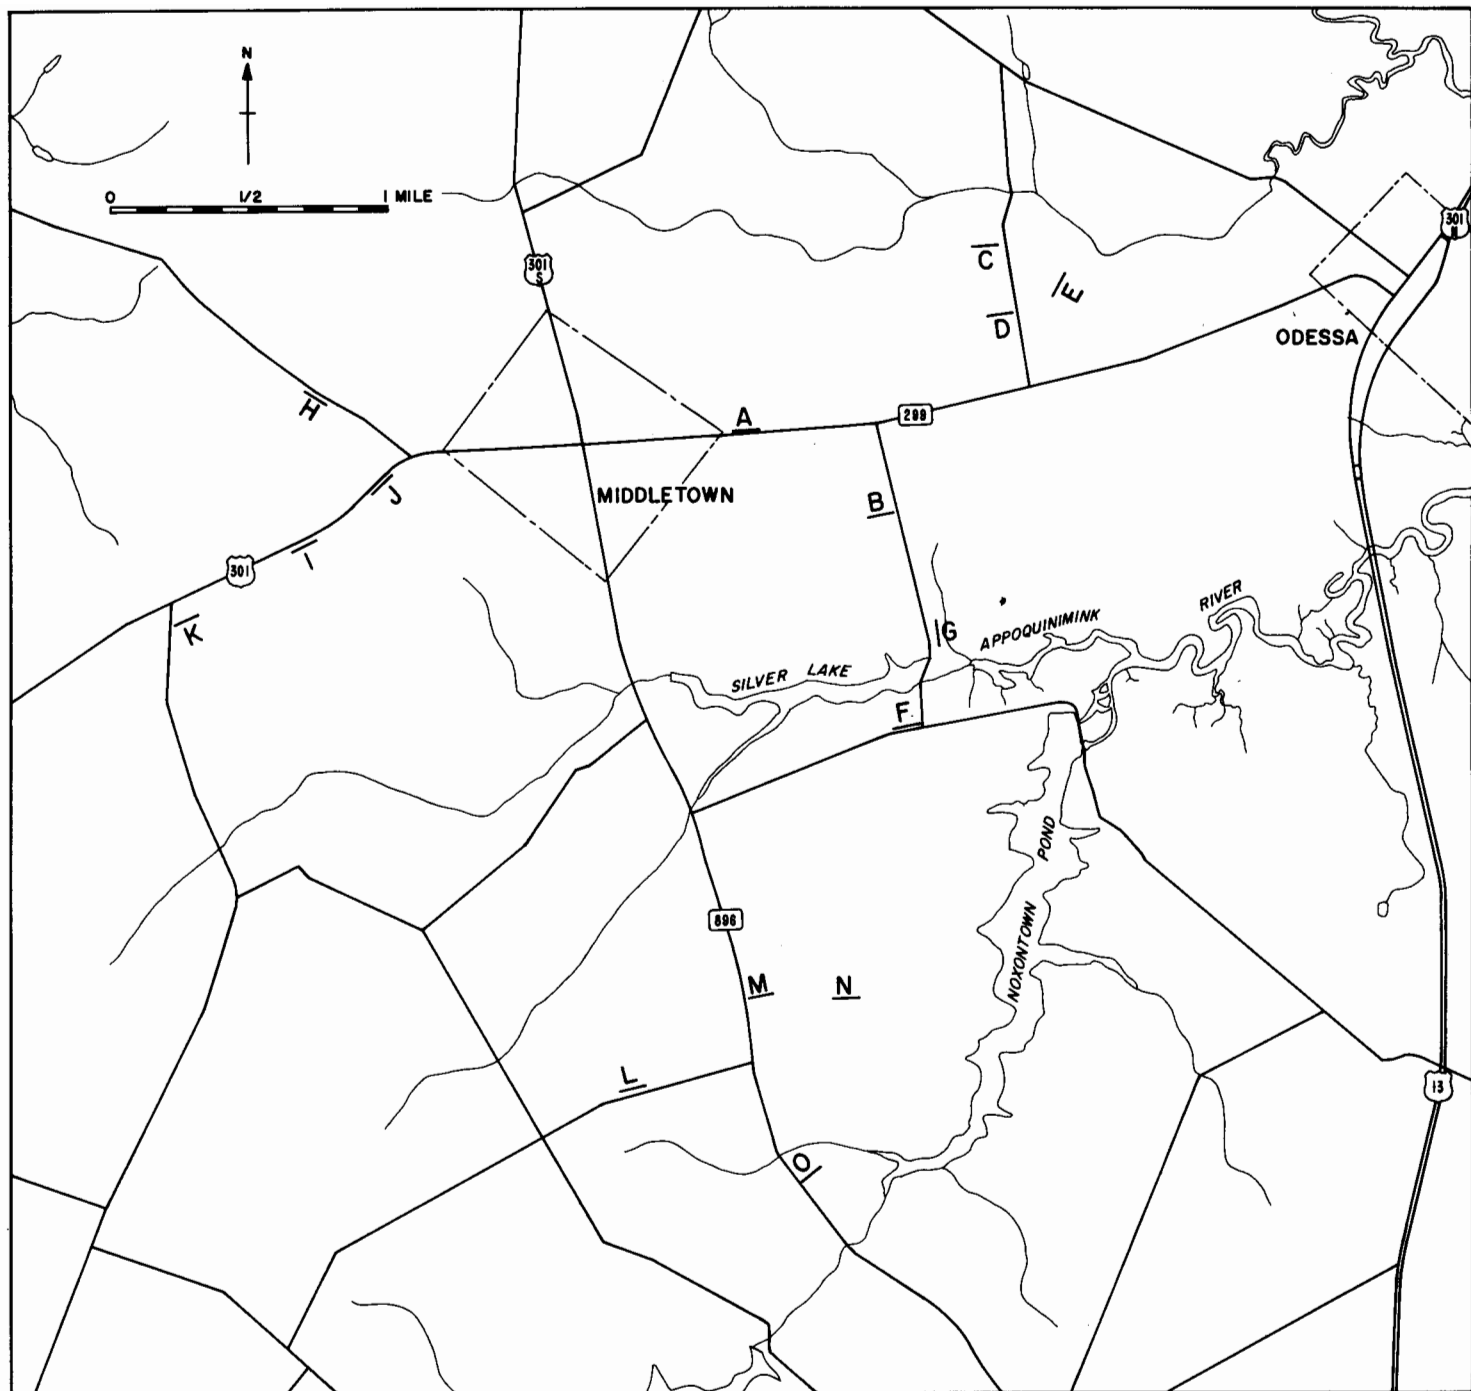 N
0 1/2 1 MILE
301
N
301
S
C
E
D
ODESSA
H
A
299
J
MIDDLETOWN
B
I
301
K
G
APPOQUINIMINK
RIVER
SILVER LAKE
F
NOXONTOWN POND
896
M
N
L
13
O